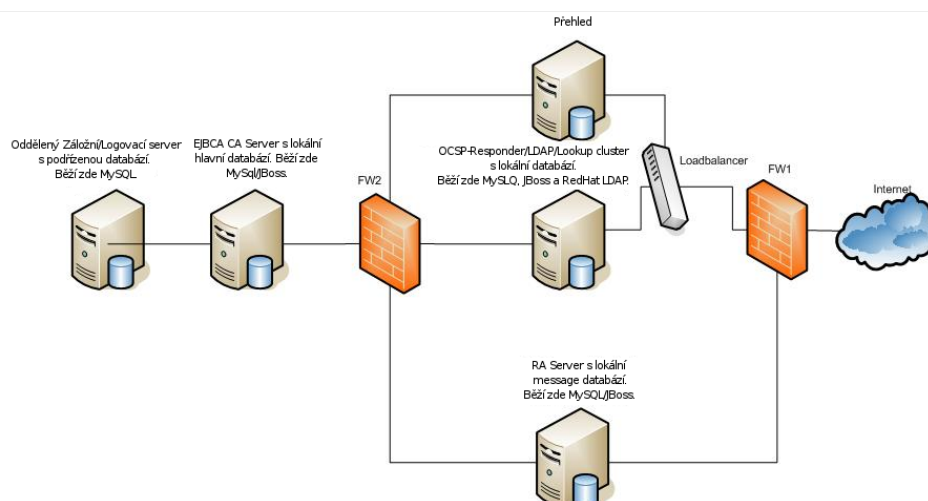 Přehled
Oddělený Záložní/Logovací server
s podřízenou databází.
Běží zde MySQL.
EJBCA CA Server s lokální
hlavní databází. Běží zde
MySql/JBoss.
OCSP-Responder/LDAP/Lookup cluster
s lokální databází.
Běží zde MySLQ, JBoss a RedHat LDAP.
Loadbalancer
FW2
FW1
Internet
RA Server s lokální
message databází.
Běží zde MySQL/JBoss.